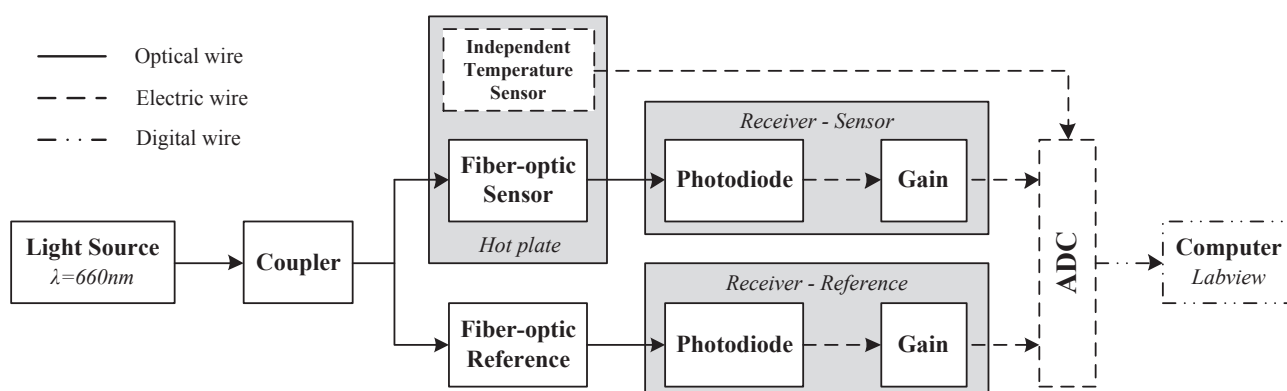 Optical wire
Electric wire
Digital wire
Independent
Temperature
Sensor
Fiber-optic
Sensor
Hot plate
Receiver - Sensor
Photodiode
Gain
Light Source
λ=660nm
Coupler
Fiber-optic
Reference
Receiver - Reference
Photodiode
Gain
ADC
Computer
Labview